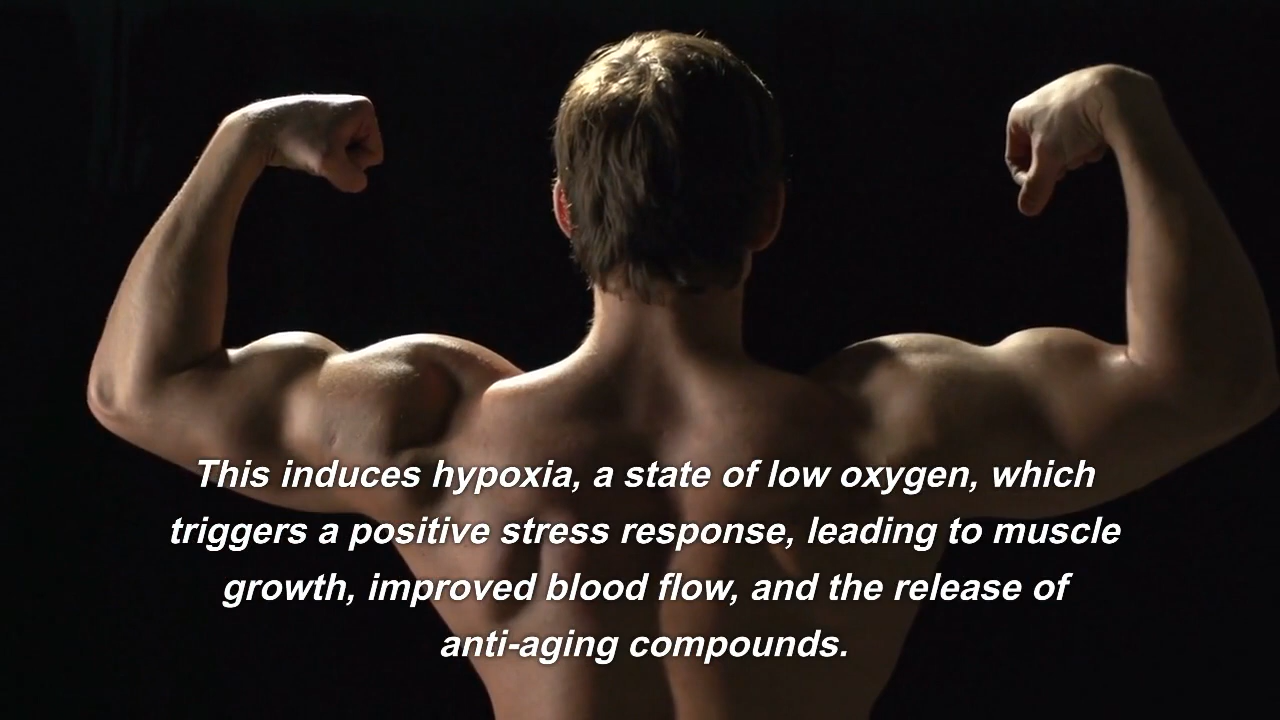 This induces hypoxia, a state of low oxygen, which
triggers a positive stress response, leading to muscle
growth, improved blood flow, and the release of
anti-aging compounds.